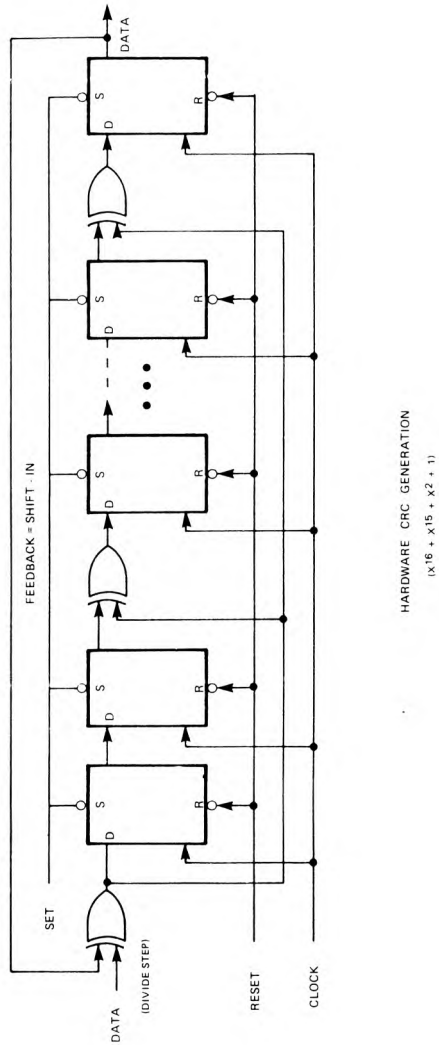 DATA
FEEDBACK = SHIFT - IN
S
D
R
S
D
R
S
D
R
S
D
R
S
D
R
SET
DATA
(DIVIDE STEP)
RESET
CLOCK
HARDWARE CRC GENERATION
(X¹⁶ + X¹⁵ + X² + 1)